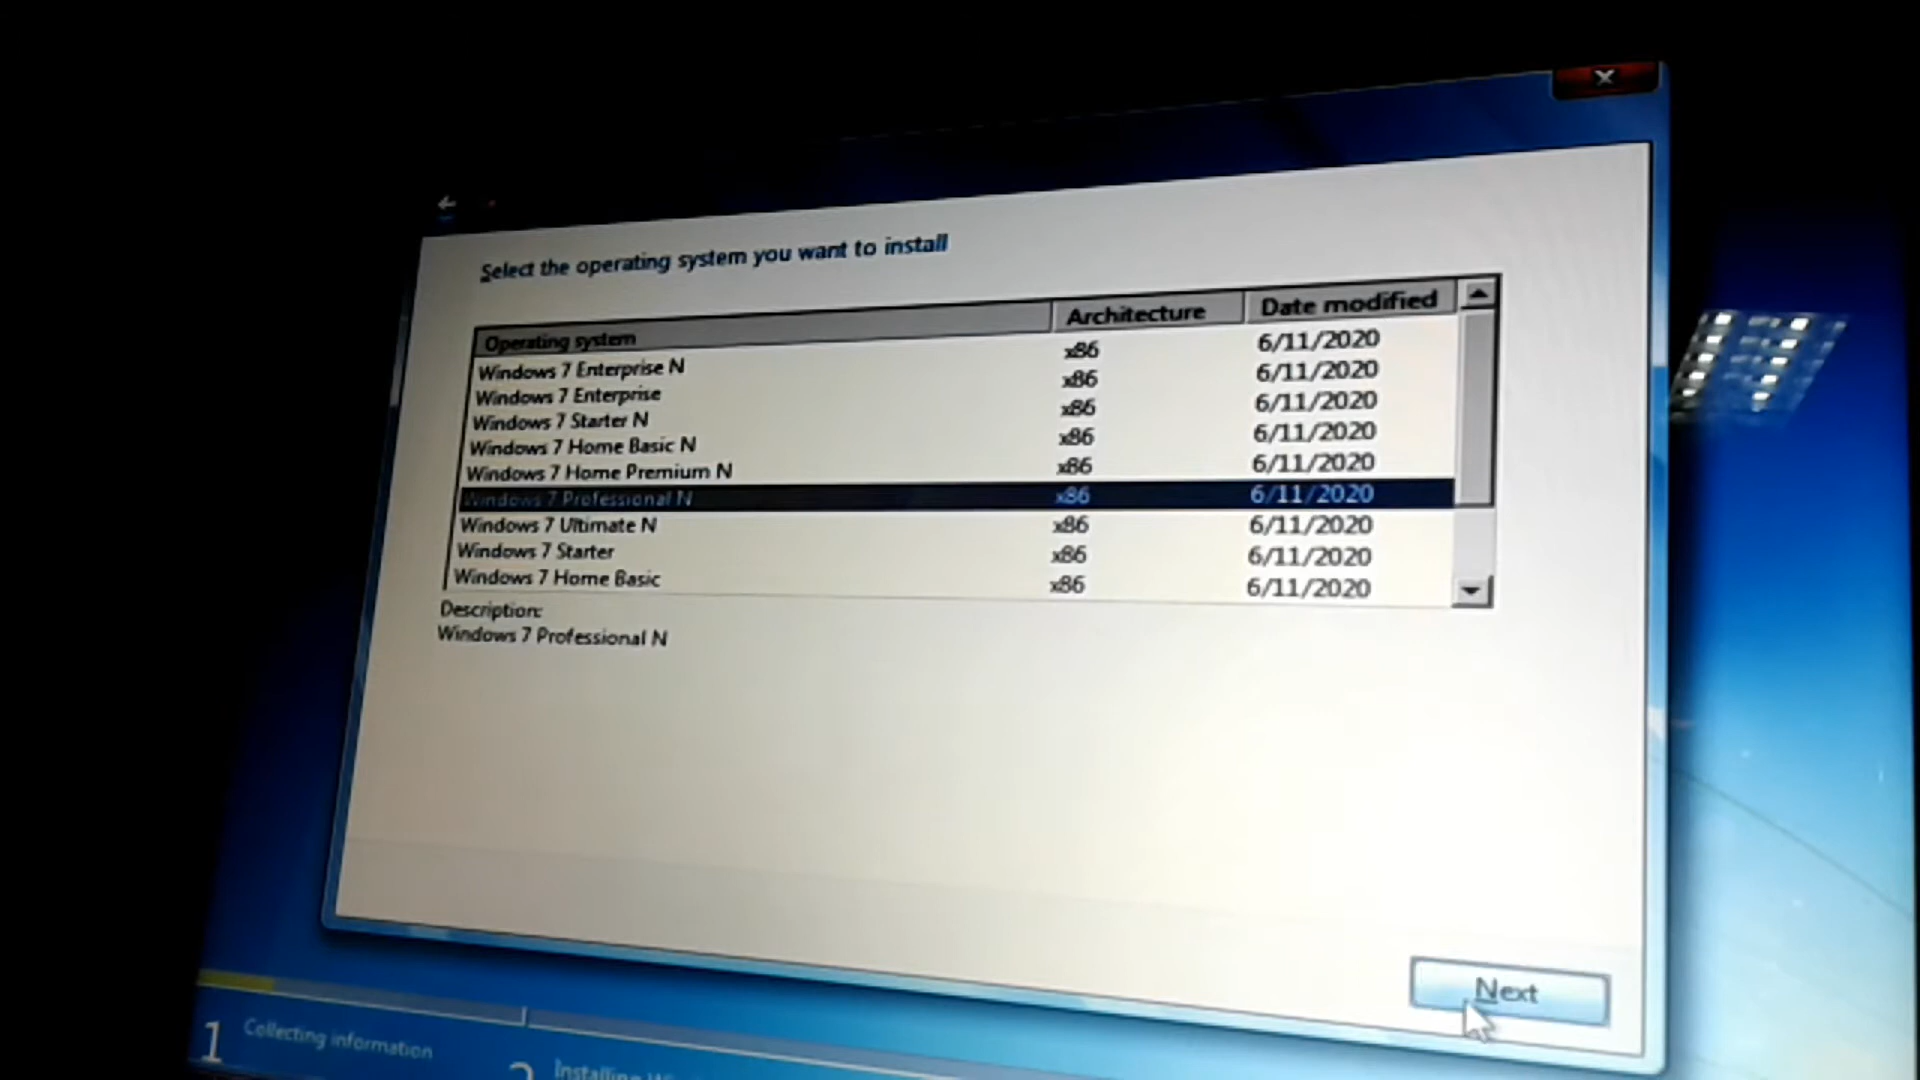 Select the operating system you want to install
Operating system Architecture Date modified
Windows 7 Enterprise N x86 6/11/2020
Windows 7 Enterprise x86 6/11/2020
Windows 7 Starter N x86 6/11/2020
Windows 7 Home Basic N x86 6/11/2020
Windows 7 Home Premium N x86 6/11/2020
Windows 7 Professional N x86 6/11/2020
Windows 7 Ultimate N x86 6/11/2020
Windows 7 Starter x86 6/11/2020
Windows 7 Home Basic x86 6/11/2020
Description:
Windows 7 Professional N
Next
1 Collecting information
2 Installing